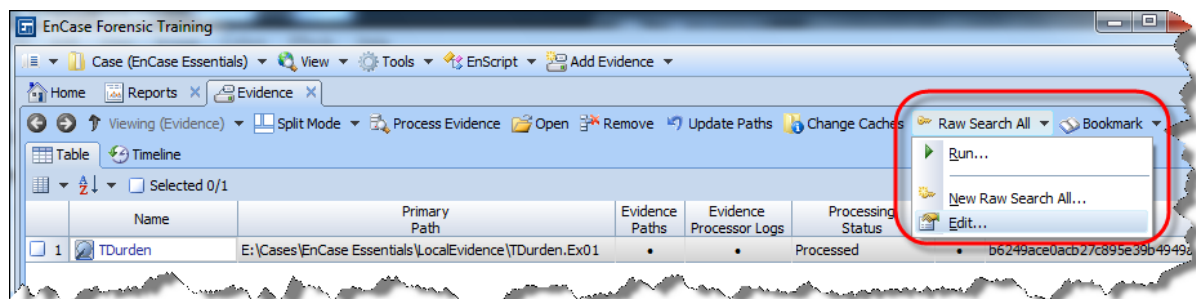 EnCase Forensic Training
Case (EnCase Essentials) View Tools EnScript Add Evidence
Home Reports Evidence
Viewing (Evidence) Split Mode Process Evidence Open Remove Update Paths Change Caches Raw Search All Bookmark
Table Timeline
Run...
Selected 0/1
New Raw Search All...
Edit...
Name Primary Path Evidence Paths Evidence Processor Logs Processing Status
1 TDurden E:\Cases\EnCase Essentials\LocalEvidence\TDurden.Ex01 • • Processed • b6249ace0acb27c895e39b4949